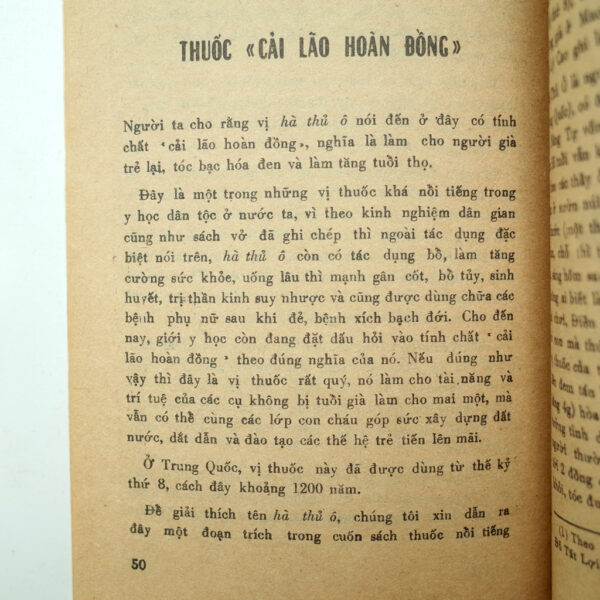 THUỐC «CẢI LÃO HOÀN ĐỒNG»
Người ta cho rằng vị hà thủ ô nói đến ở đây có tính
chất ‘cải lão hoàn đồng», nghĩa là làm cho người già
trẻ lại, tóc bạc hóa đen và làm tăng tuổi thọ.
Đây là một trong những vị thuốc khá nổi tiếng trong
y học dân tộc ở nước ta, vì theo kinh nghiệm dân gian
cũng như sách vở đã ghi chép thì ngoài tác dụng đặc
biệt nói trên, hà thủ ô còn có tác dụng bổ, làm tăng
cường sức khỏe, uống lâu thì mạnh gân cốt, bổ tủy, sinh
huyết, trị thần kinh suy nhược và cũng được dùng chữa các
bệnh phụ nữ sau khi đẻ, bệnh xích bạch đới. Cho đến
nay, giới y học còn đang đặt dấu hỏi vào tính chất ‘cải
lão hoàn đồng’ theo đúng nghĩa của nó. Nếu đúng như
vậy thì đây là vị thuốc rất quý, nó làm cho tài năng và
trí tuệ của các cụ không bị tuổi già làm cho mai một, mà
vẫn có thể cùng các lớp con cháu góp sức xây dựng đất
nước, dắt dẫn và đào tạo các thế hệ trẻ tiến lên mãi.
Ở Trung Quốc, vị thuốc này đã được dùng từ thế kỷ
thứ 8, cách đây khoảng 1200 năm.
Để giải thích tên hà thủ ô, chúng tôi xin dẫn ra
đây một đoạn trích trong cuốn sách thuốc nổi tiếng
50
(1) Theo
Đỗ Tất Lợi